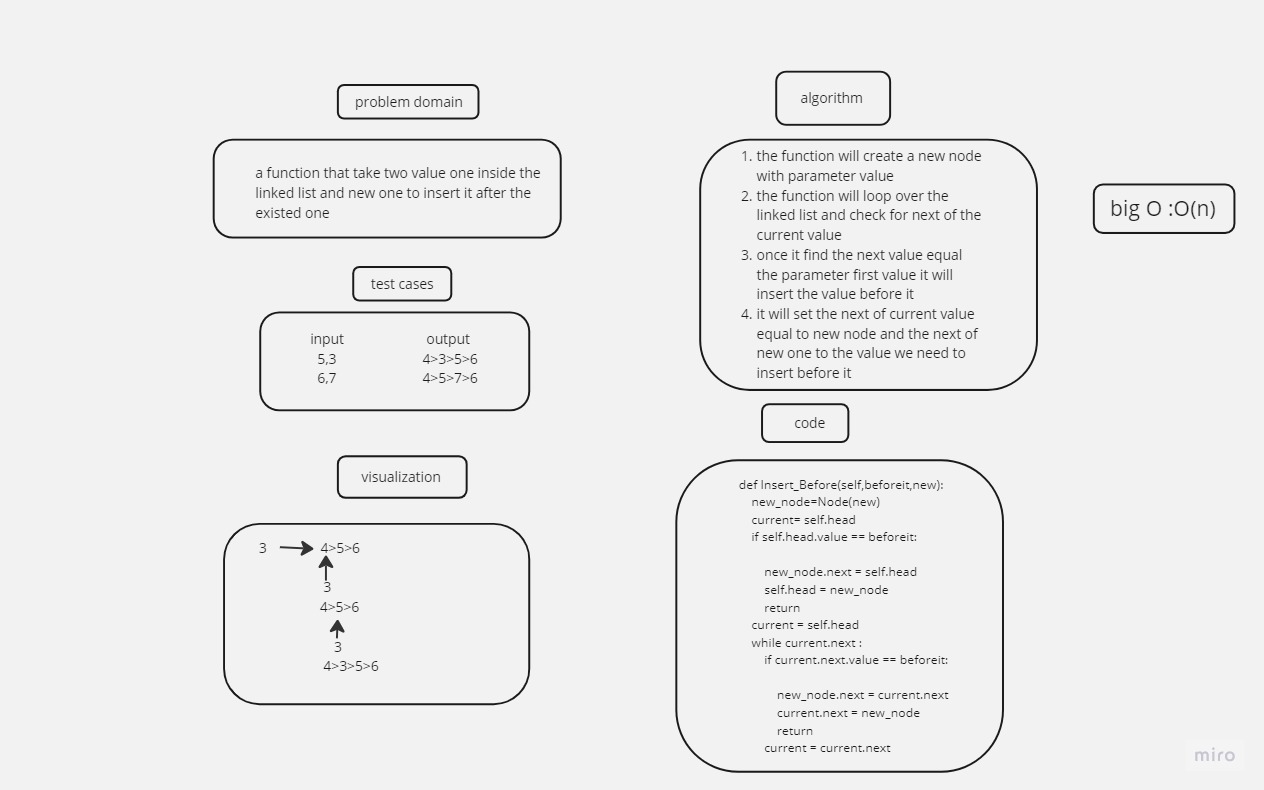 problem domain
a function that take two value one inside the
linked list and new one to insert it after the
existed one
test cases
input output
5,3 4>3>5>6
6,7 4>5>7>6
visualization
3 4>5>6
3
4>5>6
3
4>3>5>6
algorithm
1. the function will create a new node
with parameter value
2. the function will loop over the
linked list and check for next of the
current value
3. once it find the next value equal
the parameter first value it will
insert the value before it
4. it will set the next of current value
equal to new node and the next of
new one to the value we need to
insert before it
code
def Insert_Before(self,beforeit,new):
new_node=Node(new)
current= self.head
if self.head.value == beforeit:
new_node.next = self.head
self.head = new_node
return
current = self.head
while current.next :
if current.next.value == beforeit:
new_node.next = current.next
current.next = new_node
return
current = current.next
big O :O(n)
miro